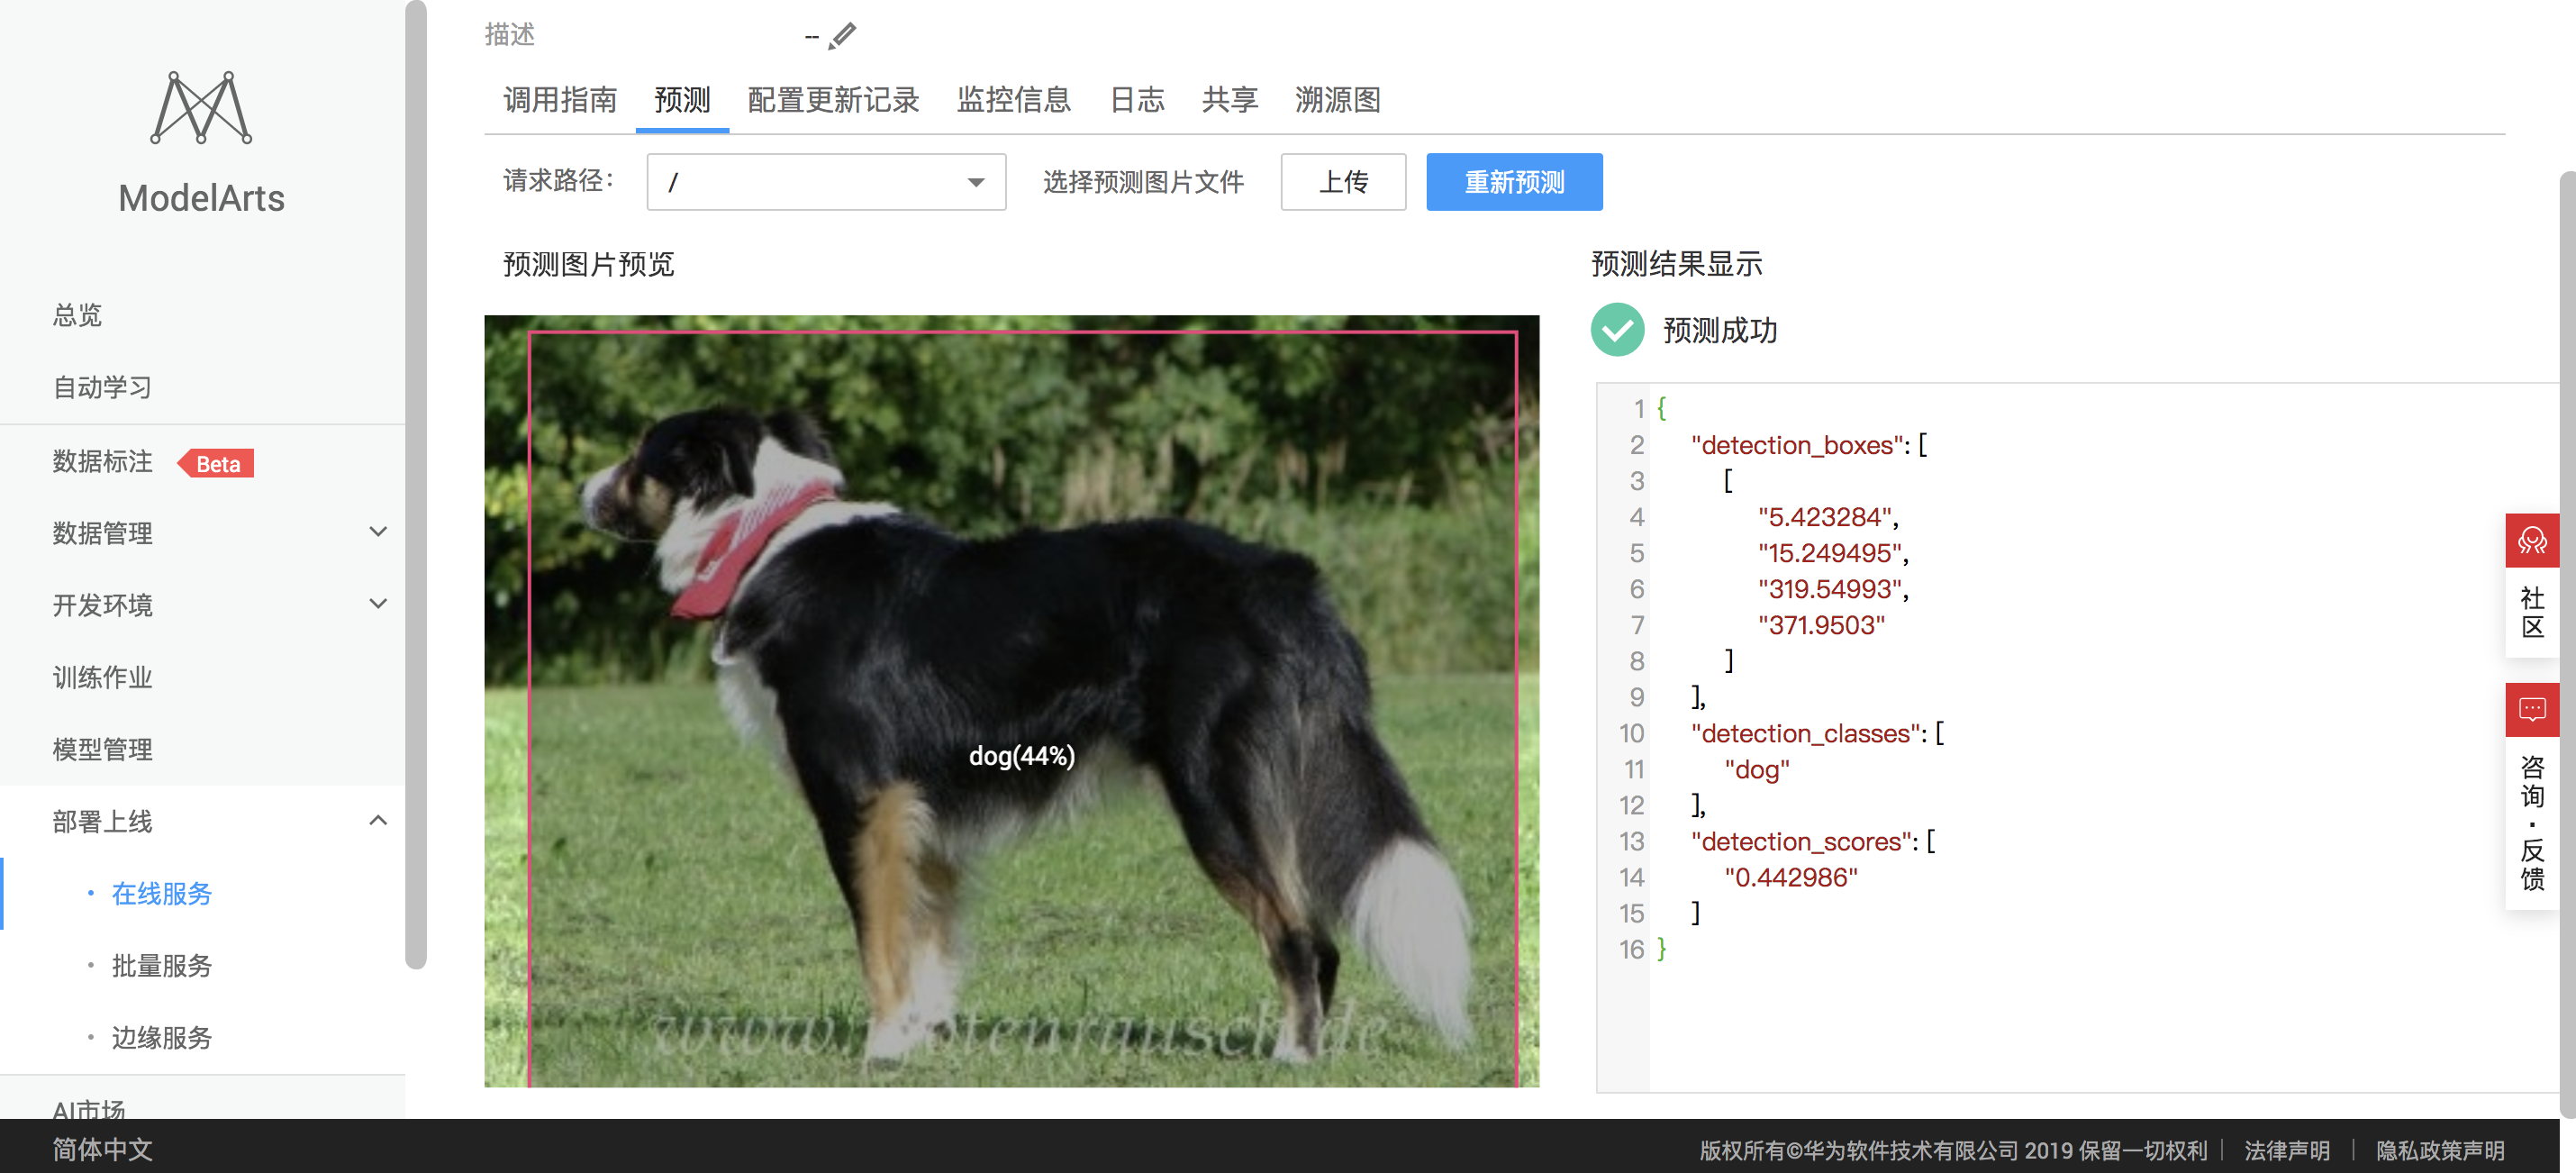 ModelArts
总览
自动学习
数据标注 Beta
数据管理
开发环境
训练作业
模型管理
部署上线
在线服务
批量服务
边缘服务
AI市场
描述 --
调用指南 预测 配置更新记录 监控信息 日志 共享 溯源图
请求路径： / 选择预测图片文件 上传 重新预测
预测图片预览
dog(44%)
预测结果显示
预测成功
1 {
2 "detection_boxes": [
3 [
4 "5.423284",
5 "15.249495",
6 "319.54993",
7 "371.9503"
8 ]
9 ],
10 "detection_classes": [
11 "dog"
12 ],
13 "detection_scores": [
14 "0.442986"
15 ]
16 }
社区
咨询·反馈
简体中文
版权所有©华为软件技术有限公司 2019 保留一切权利 | 法律声明 | 隐私政策声明